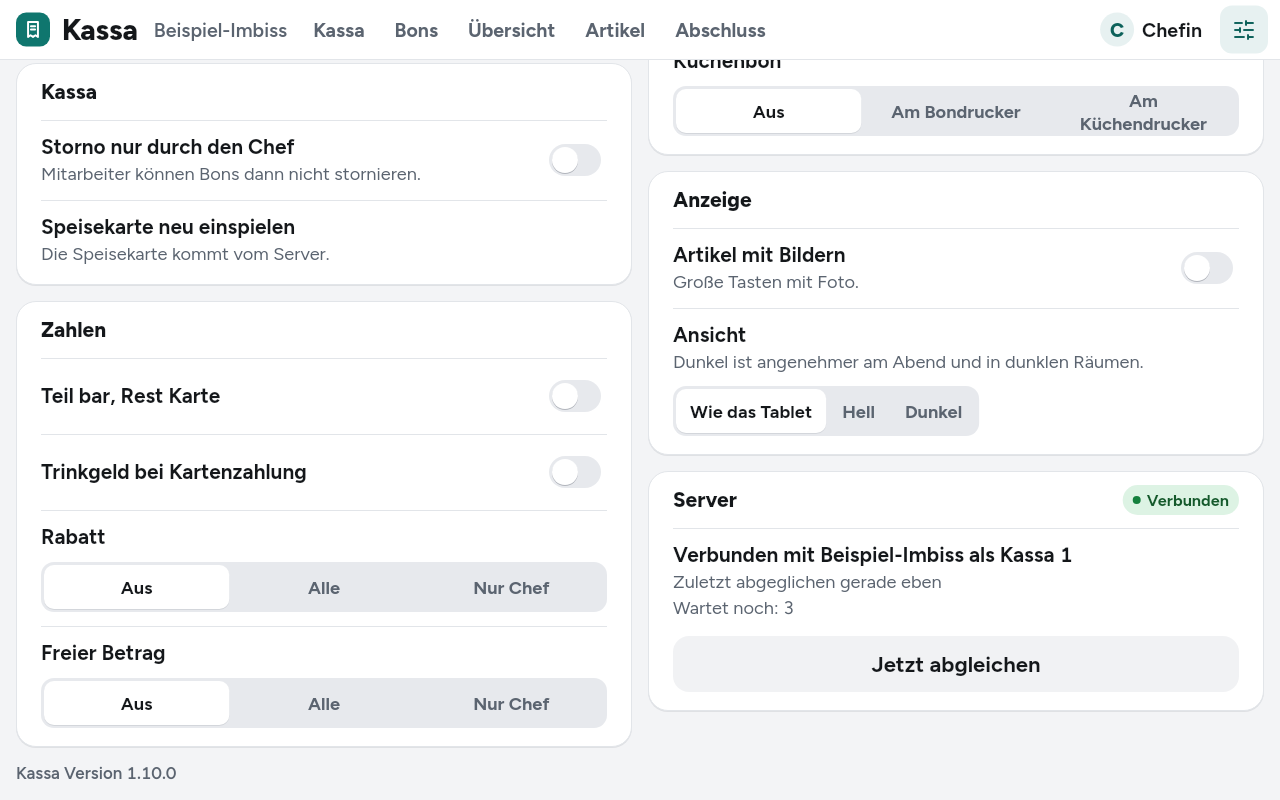 Kassa Beispiel-Imbiss Kassa Bons Übersicht Artikel Abschluss C Chefin
Kassa
Storno nur durch den Chef
Mitarbeiter können Bons dann nicht stornieren.
Speisekarte neu einspielen
Die Speisekarte kommt vom Server.
Zahlen
Teil bar, Rest Karte
Trinkgeld bei Kartenzahlung
Rabatt
Aus Alle Nur Chef
Freier Betrag
Aus Alle Nur Chef
Küchenbon
Aus Am Bondrucker Am
Küchendrucker
Anzeige
Artikel mit Bildern
Große Tasten mit Foto.
Ansicht
Dunkel ist angenehmer am Abend und in dunklen Räumen.
Wie das Tablet Hell Dunkel
Server Verbunden
Verbunden mit Beispiel-Imbiss als Kassa 1
Zuletzt abgeglichen gerade eben
Wartet noch: 3
Jetzt abgleichen
Kassa Version 1.10.0